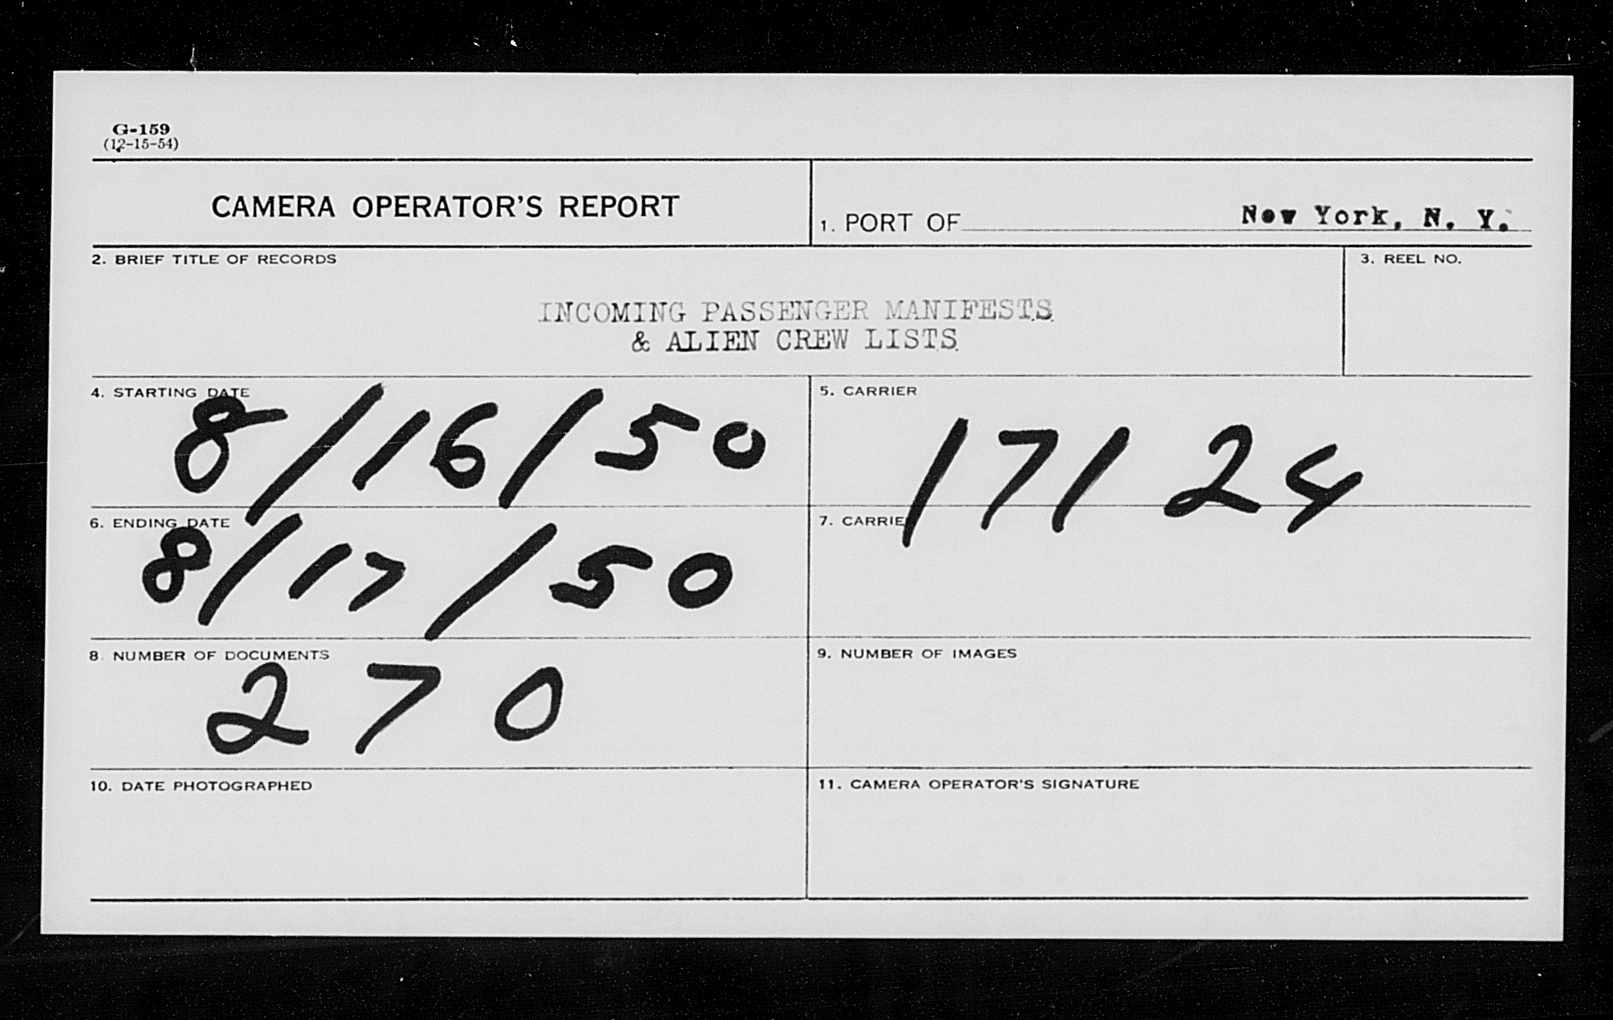 G-159
(12-15-54)
CAMERA OPERATOR'S REPORT
1. PORT OF New York, N. Y.
2. BRIEF TITLE OF RECORDS
3. REEL NO.
INCOMING PASSENGER MANIFESTS
& ALIEN CREW LISTS
4. STARTING DATE
8/16/50
5. CARRIER
17124
6. ENDING DATE
8/17/50
7. CARRIE
8. NUMBER OF DOCUMENTS
270
9. NUMBER OF IMAGES
10. DATE PHOTOGRAPHED
11. CAMERA OPERATOR'S SIGNATURE